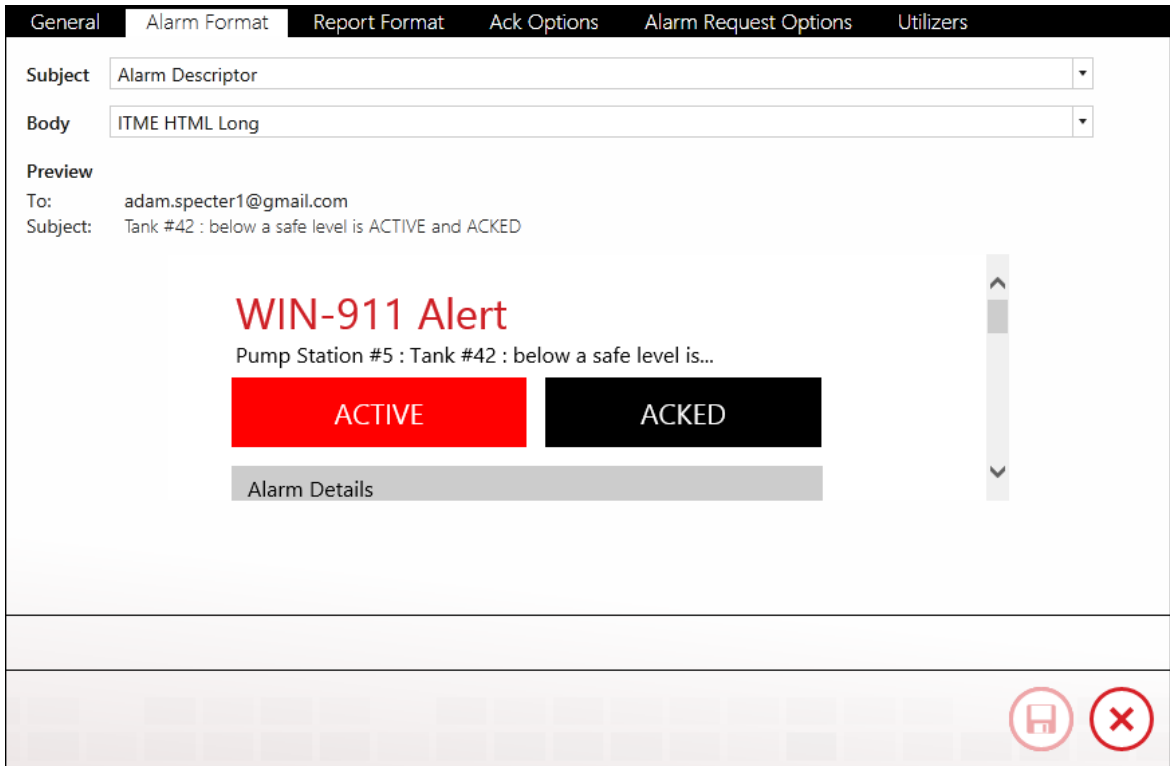 General Alarm Format Report Format Ack Options Alarm Request Options Utilizers
Subject Alarm Descriptor
Body ITME HTML Long
Preview
To: adam.specter1@gmail.com
Subject: Tank #42 : below a safe level is ACTIVE and ACKED
WIN-911 Alert
Pump Station #5 : Tank #42 : below a safe level is...
ACTIVE ACKED
Alarm Details